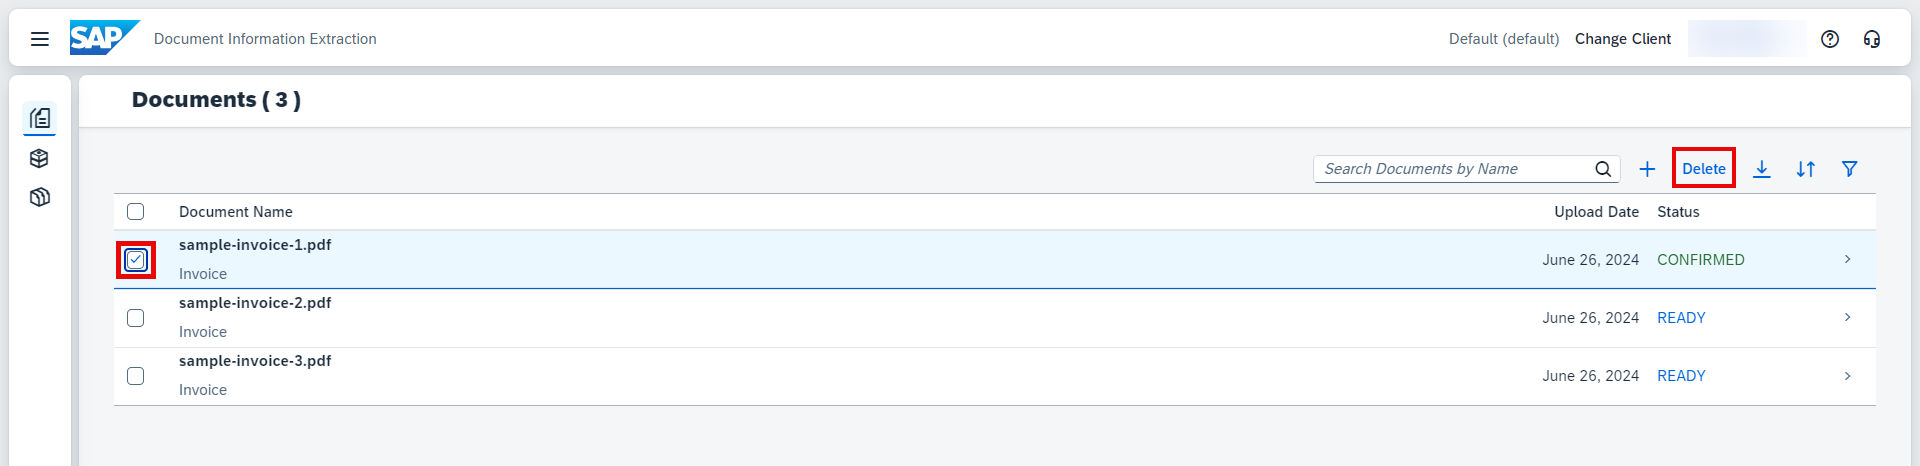 SAP Document Information Extraction Default (default) Change Client
Documents ( 3 )
Search Documents by Name Delete
Document Name Upload Date Status
sample-invoice-1.pdf
Invoice June 26, 2024 CONFIRMED
sample-invoice-2.pdf
Invoice June 26, 2024 READY
sample-invoice-3.pdf
Invoice June 26, 2024 READY